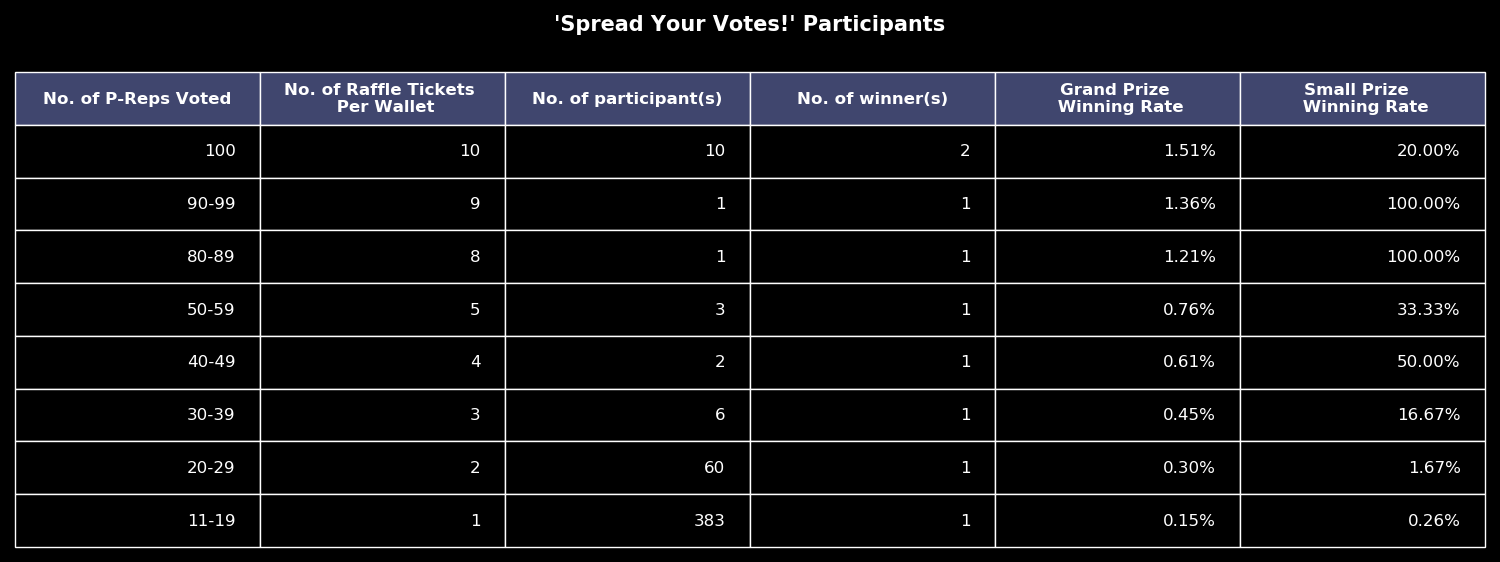 'Spread Your Votes!' Participants
No. of P-Reps Voted
No. of Raffle Tickets
Per Wallet
No. of participant(s)
No. of winner(s)
Grand Prize
Winning Rate
Small Prize
Winning Rate
100 10 10 2 1.51% 20.00%
90-99 9 1 1 1.36% 100.00%
80-89 8 1 1 1.21% 100.00%
50-59 5 3 1 0.76% 33.33%
40-49 4 2 1 0.61% 50.00%
30-39 3 6 1 0.45% 16.67%
20-29 2 60 1 0.30% 1.67%
11-19 1 383 1 0.15% 0.26%